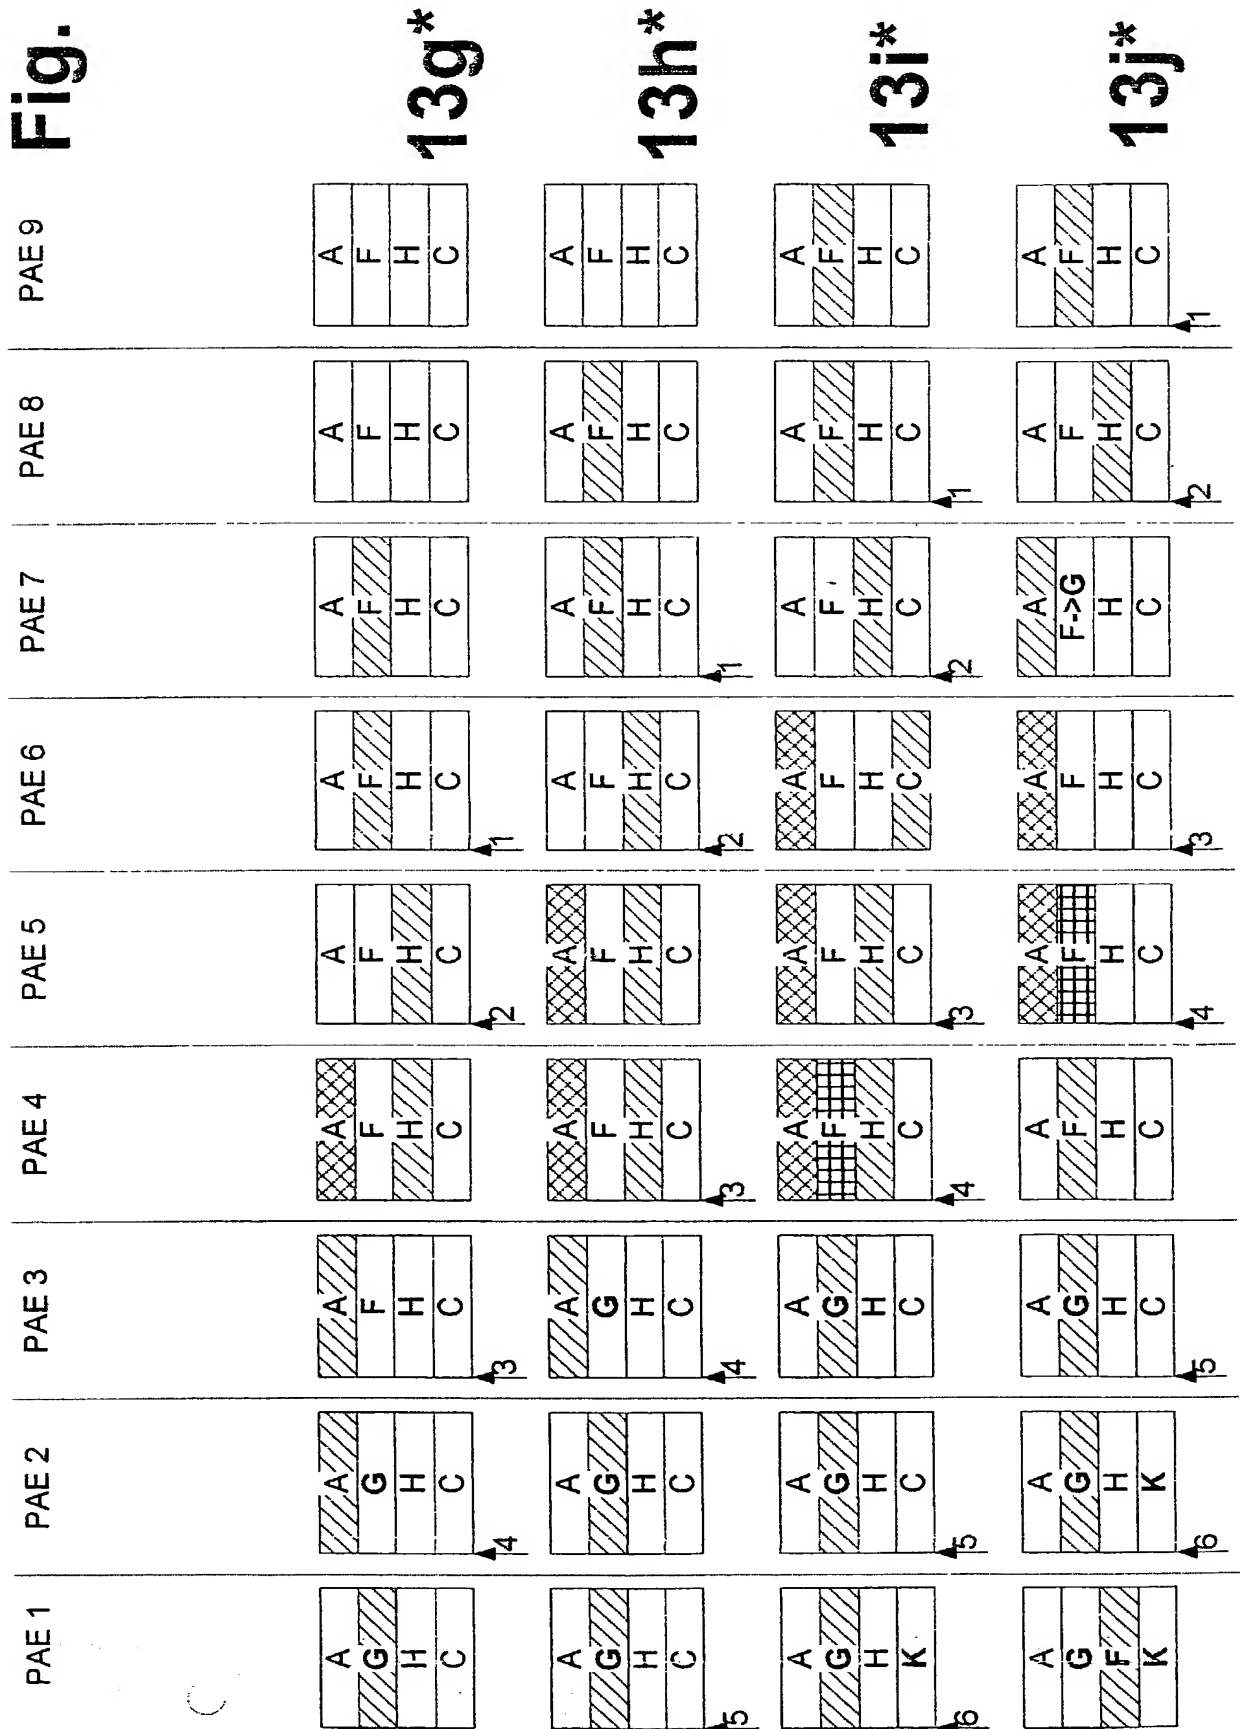 PAE 1 PAE 2 PAE 3 PAE 4 PAE 5 PAE 6 PAE 7 PAE 8 PAE 9 Fig.
A A A A A A A A A
G G F F F F F F F
H H H H H H H H H
C C C C C C C C C
13g*
4 3 2 1
A A A A A A A A A
G G G F F F F F F
H H H H H H H H H
C C C C C C C C C
13h*
5 4 3 2 1
A A A A A A A A A
G G G F F F F F F
H H H H H H H H H
K C C C C C C C C
13i*
6 5 4 3 2 1
A A A A A A A A A
G G G F F F F->G F F
F H H H H H H H H
K K C C C C C C C
13j*
6 5 4 3 2 1